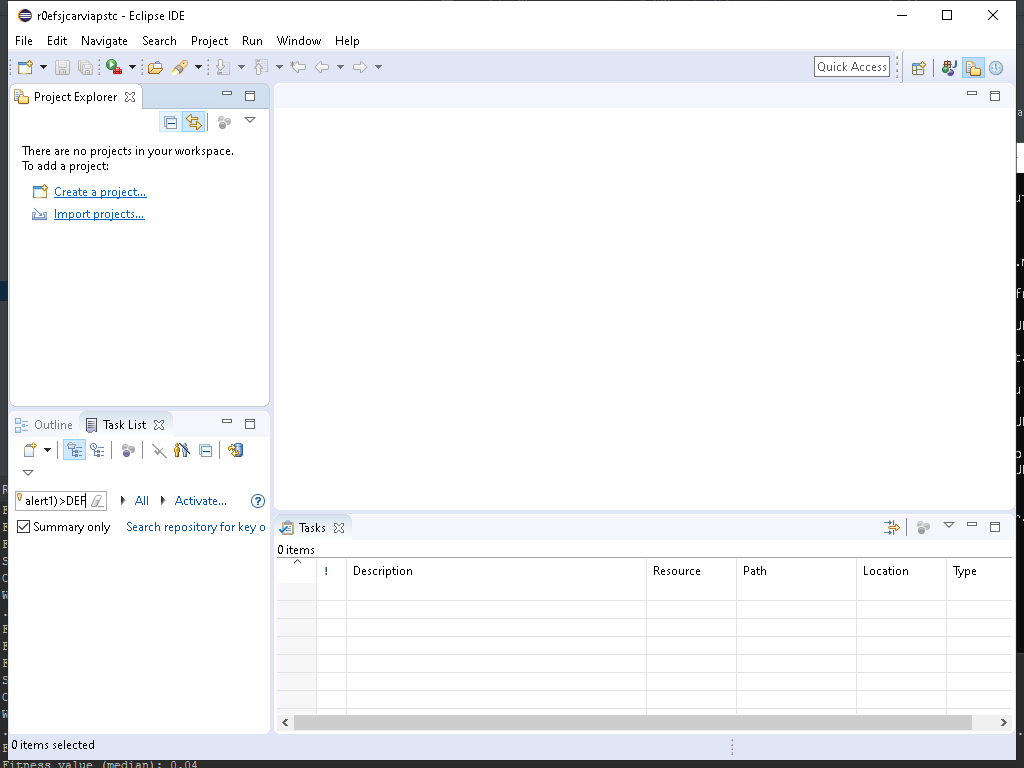 r0efsjcarviapstc - Eclipse IDE
File Edit Navigate Search Project Run Window Help
Quick Access
Project Explorer
There are no projects in your workspace.
To add a project:
Create a project...
Import projects...
Outline Task List
alert1)>DEF All Activate...
Summary only Search repository for key o
Tasks
0 items
! Description Resource Path Location Type
0 items selected
Fitness value (median): 0.04